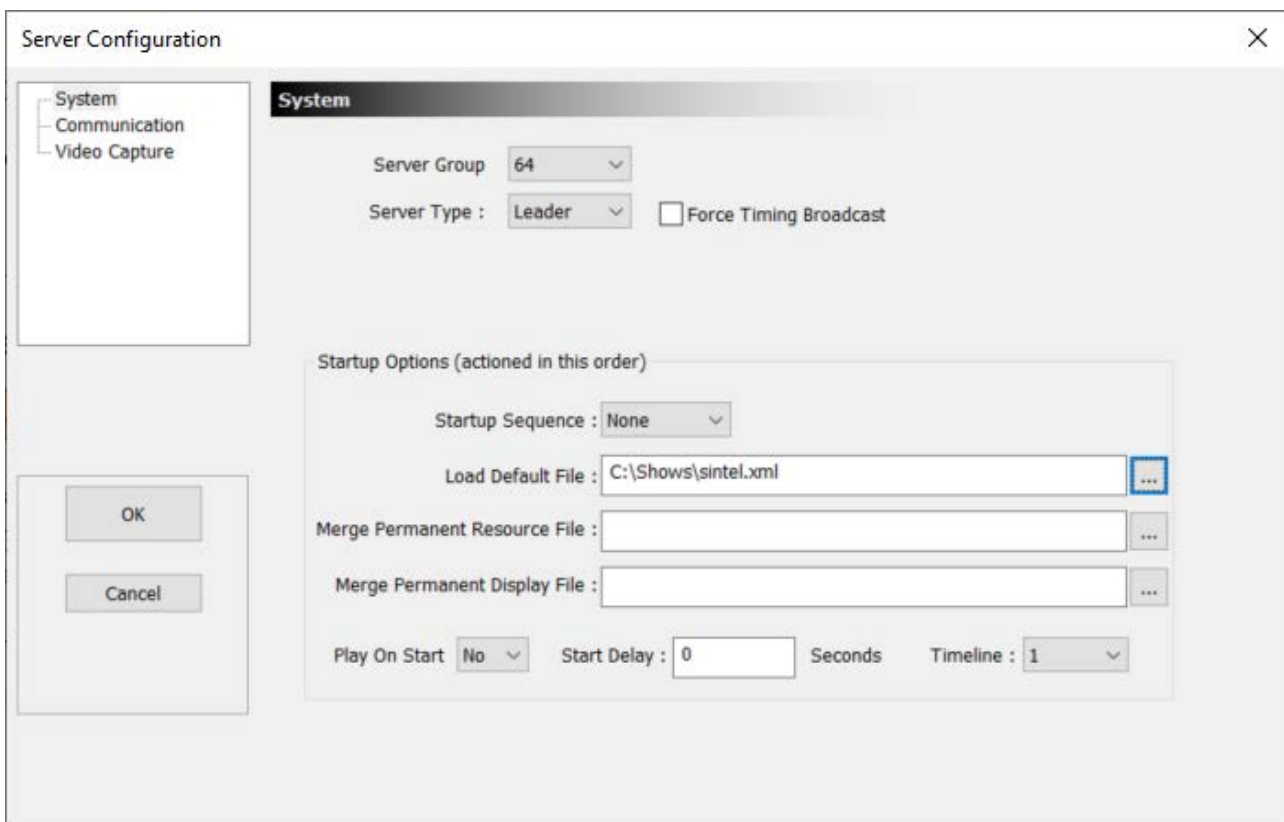 Server Configuration
System
Communication
Video Capture
System
Server Group 64
Server Type : Leader Force Timing Broadcast
Startup Options (actioned in this order)
Startup Sequence : None
Load Default File : C:\Shows\sintel.xml ...
Merge Permanent Resource File : ...
Merge Permanent Display File : ...
Play On Start No Start Delay : 0 Seconds Timeline : 1
OK
Cancel